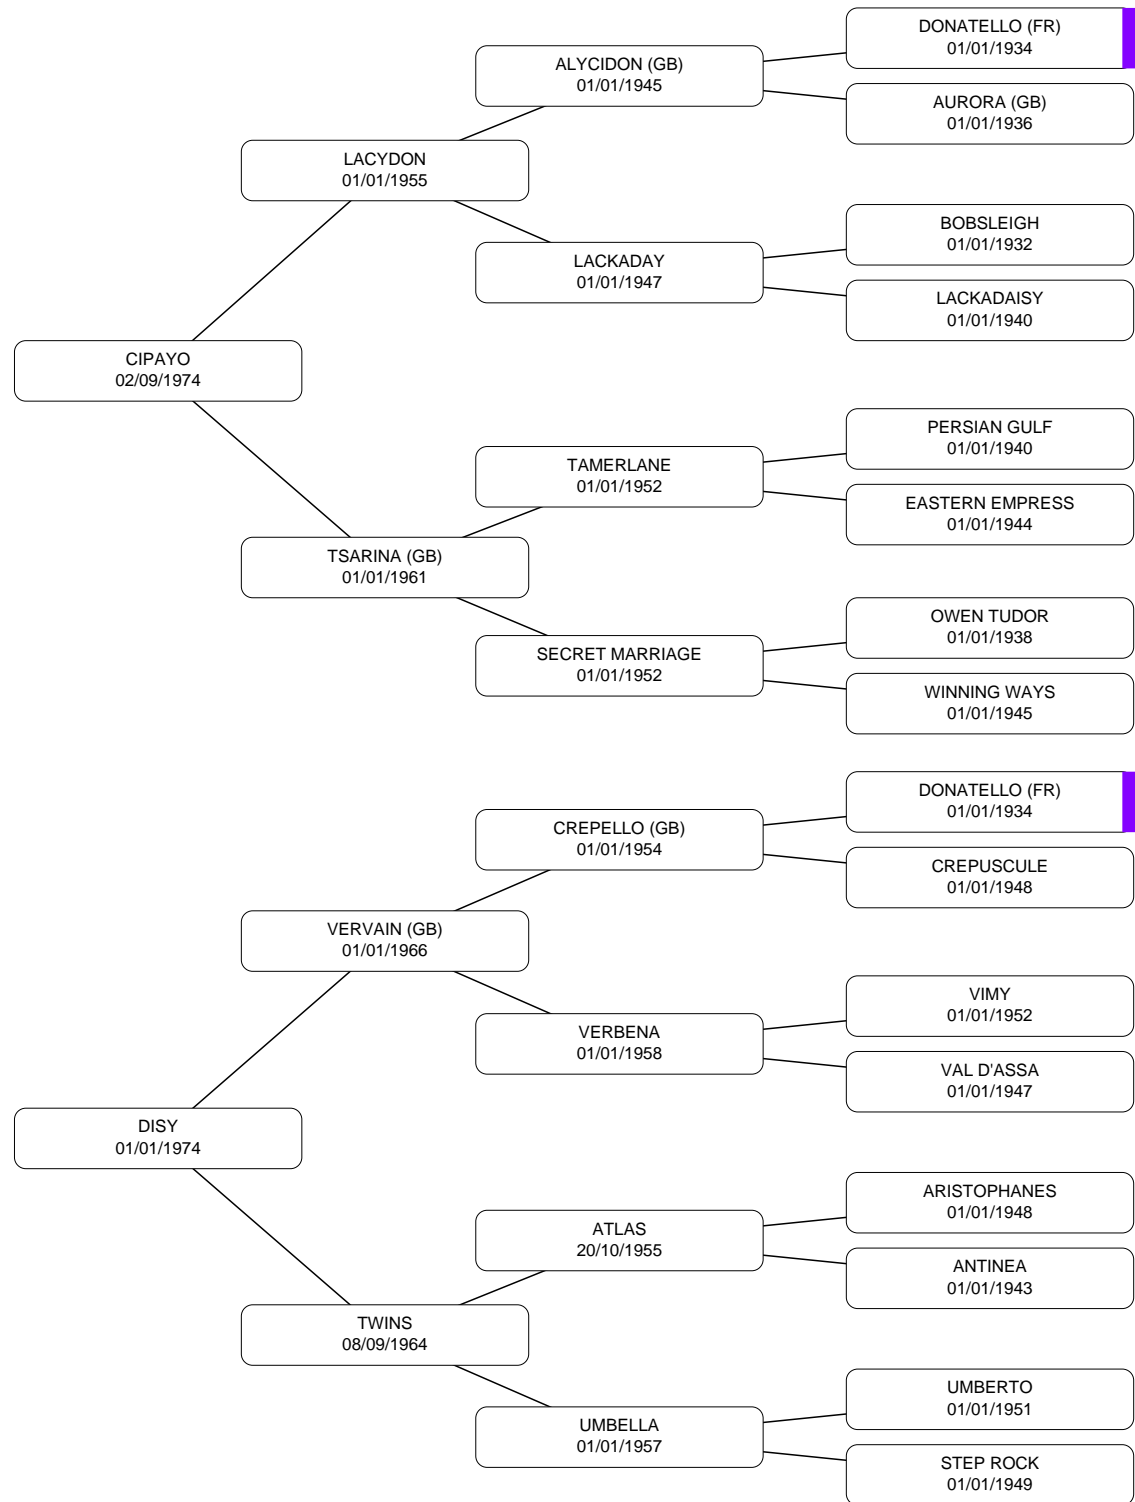 DONATELLO (FR)
01/01/1934
ALYCIDON (GB)
01/01/1945
AURORA (GB)
01/01/1936
LACYDON
01/01/1955
BOBSLEIGH
01/01/1932
LACKADAY
01/01/1947
LACKADAISY
01/01/1940
CIPAYO
02/09/1974
PERSIAN GULF
01/01/1940
TAMERLANE
01/01/1952
EASTERN EMPRESS
01/01/1944
TSARINA (GB)
01/01/1961
OWEN TUDOR
01/01/1938
SECRET MARRIAGE
01/01/1952
WINNING WAYS
01/01/1945
DONATELLO (FR)
01/01/1934
CREPELLO (GB)
01/01/1954
CREPUSCULE
01/01/1948
VERVAIN (GB)
01/01/1966
VIMY
01/01/1952
VERBENA
01/01/1958
VAL D'ASSA
01/01/1947
DISY
01/01/1974
ARISTOPHANES
01/01/1948
ATLAS
20/10/1955
ANTINEA
01/01/1943
TWINS
08/09/1964
UMBERTO
01/01/1951
UMBELLA
01/01/1957
STEP ROCK
01/01/1949